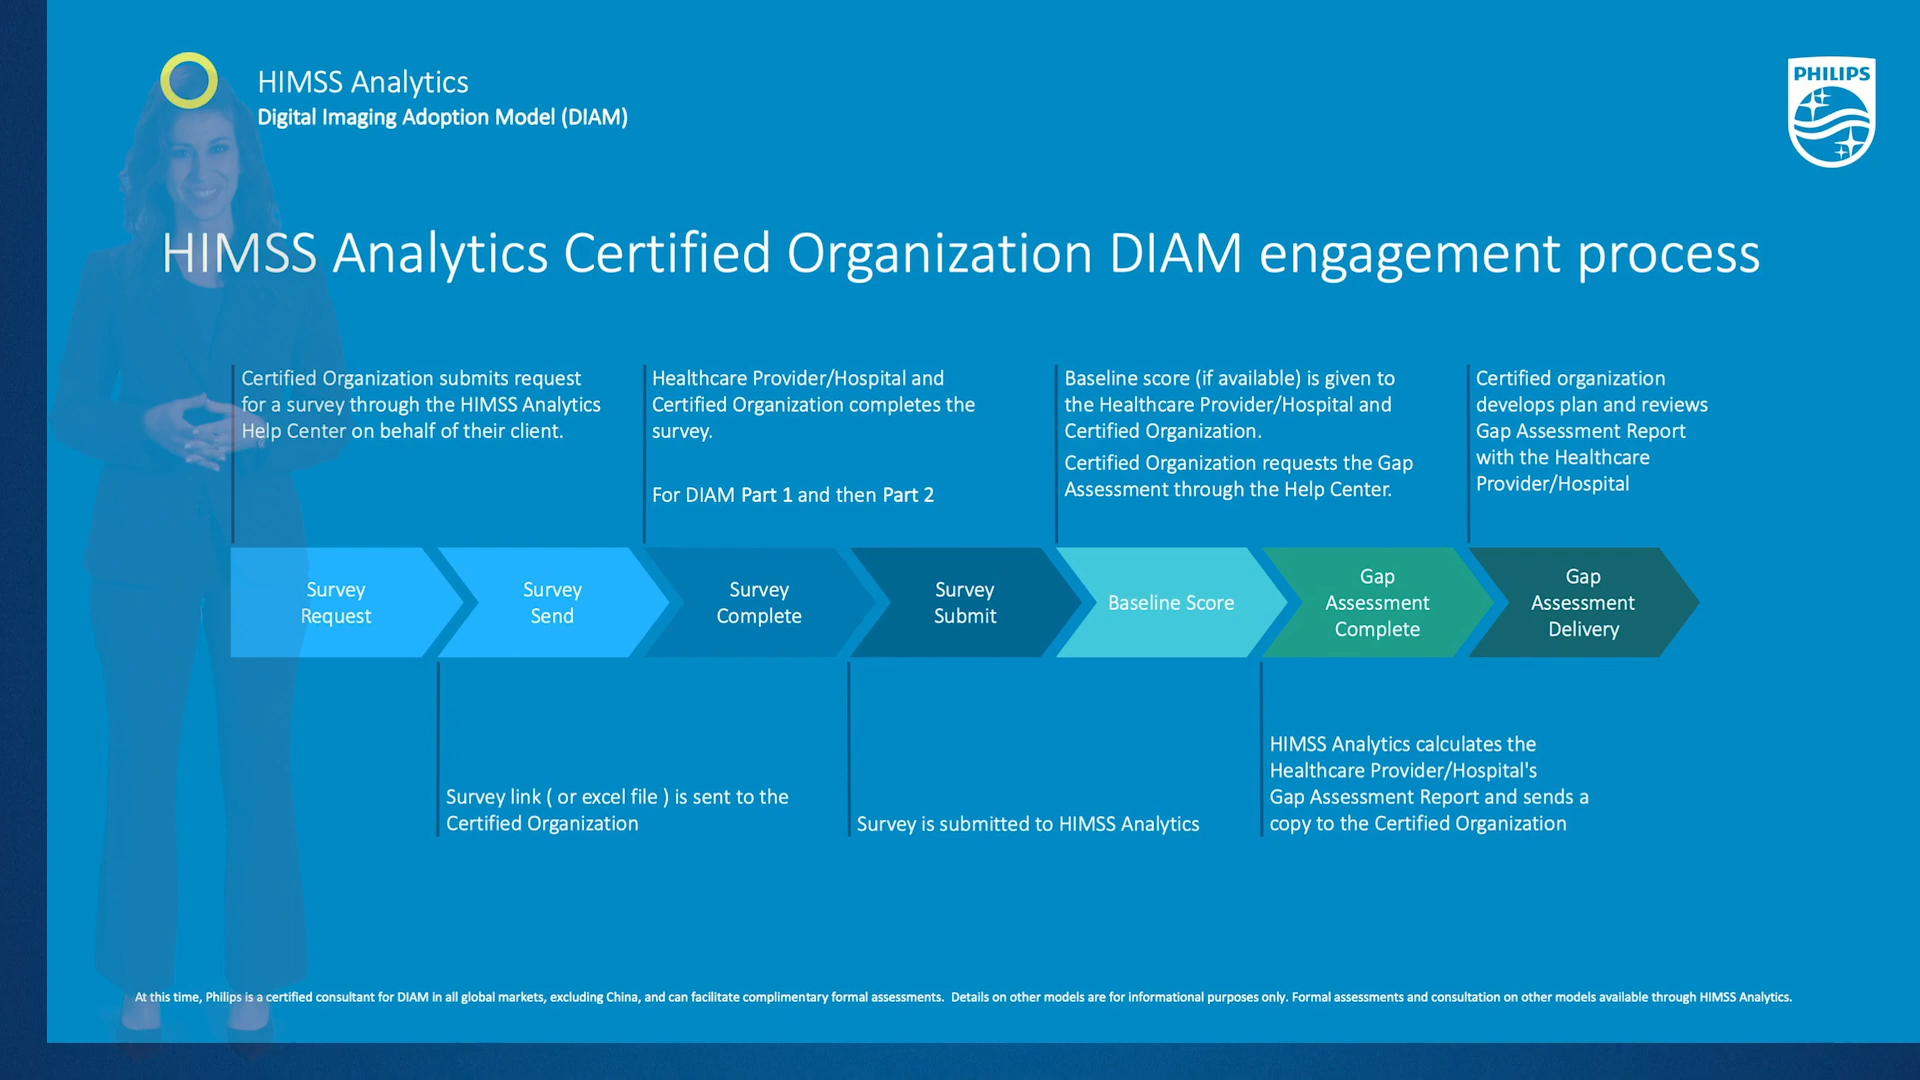 HIMSS Analytics
Digital Imaging Adoption Model (DIAM)
PHILIPS
HIMSS Analytics Certified Organization DIAM engagement process
Certified Organization submits request
for a survey through the HIMSS Analytics
Help Center on behalf of their client.
Healthcare Provider/Hospital and
Certified Organization completes the
survey.
For DIAM Part 1 and then Part 2
Baseline score (if available) is given to
the Healthcare Provider/Hospital and
Certified Organization.
Certified Organization requests the Gap
Assessment through the Help Center.
Certified organization
develops plan and reviews
Gap Assessment Report
with the Healthcare
Provider/Hospital
Survey
Request
Survey
Send
Survey
Complete
Survey
Submit
Baseline Score
Gap
Assessment
Complete
Gap
Assessment
Delivery
Survey link ( or excel file ) is sent to the
Certified Organization
Survey is submitted to HIMSS Analytics
HIMSS Analytics calculates the
Healthcare Provider/Hospital's
Gap Assessment Report and sends a
copy to the Certified Organization
At this time, Philips is a certified consultant for DIAM in all global markets, excluding China, and can facilitate complimentary formal assessments. Details on other models are for informational purposes only. Formal assessments and consultation on other models available through HIMSS Analytics.